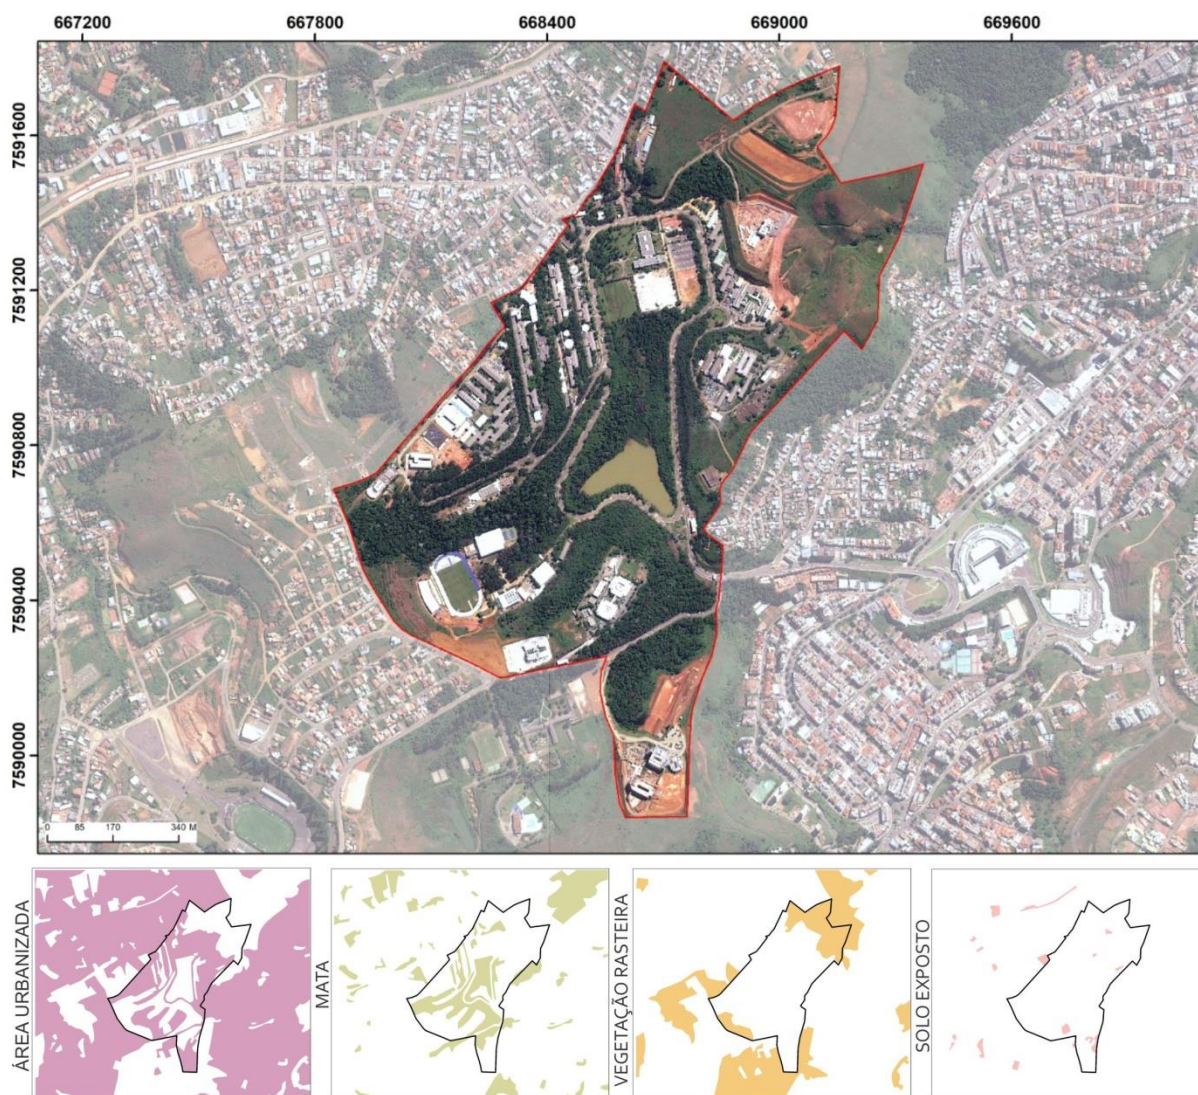 667200
667800
668400
669000
669600
7591600
7591200
7590800
7590400
7590000
0 85 170 340 M
ÁREA URBANIZADA
MATA
VEGETAÇÃO RASTEIRA
SOLO EXPOSTO